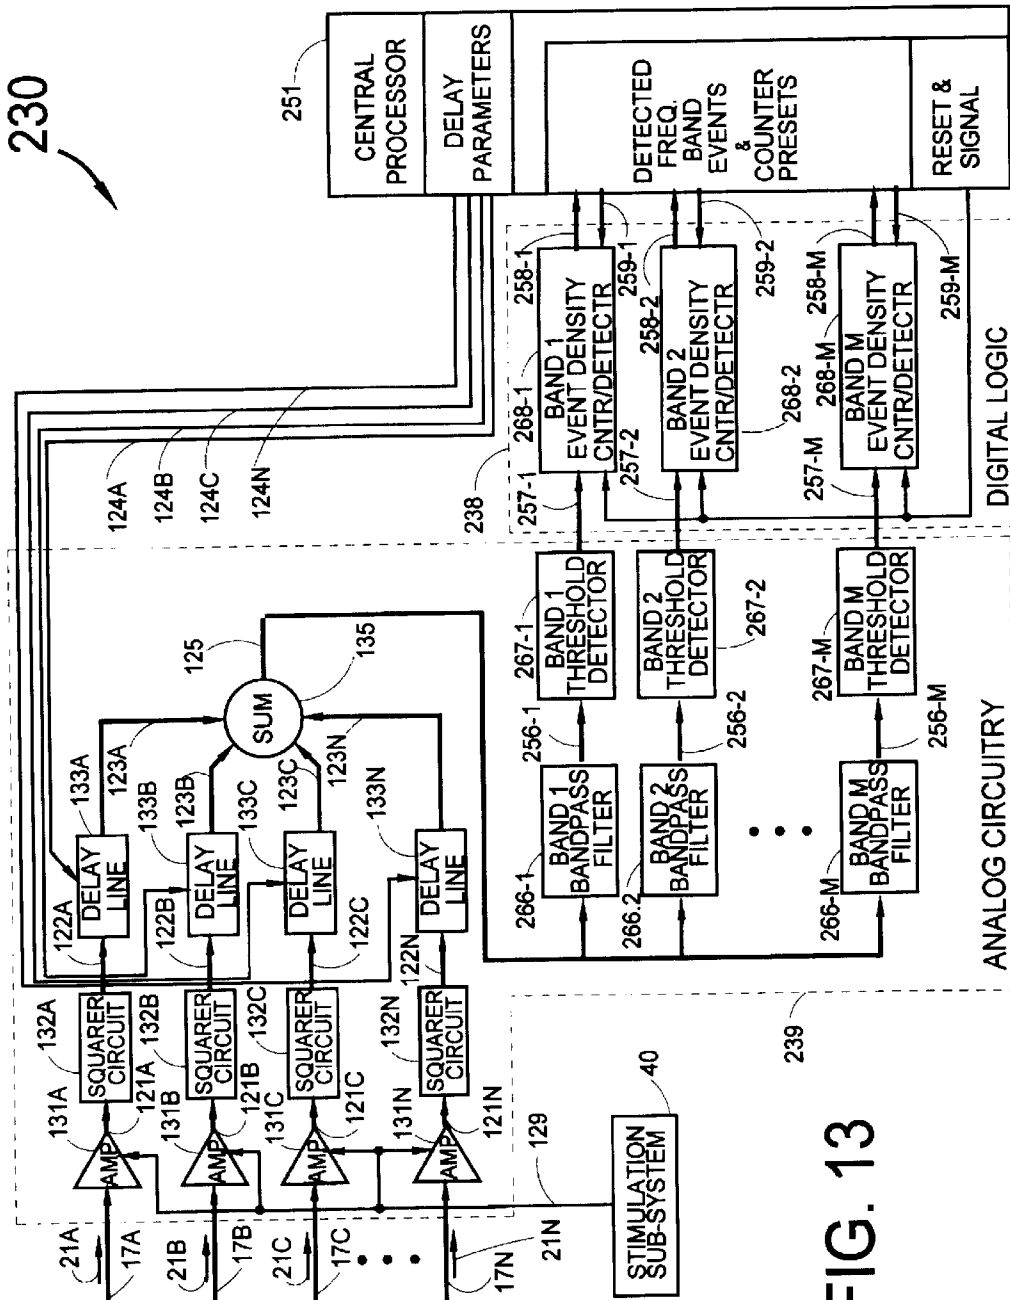 230
251
CENTRAL
PROCESSOR
DELAY
PARAMETERS
DETECTED
FREQ.
BAND
EVENTS
&
COUNTER
PRESETS
RESET &
SIGNAL
124A
124B
124C
124N
238
258-1
259-1
268-1
BAND 1
EVENT DENSITY
CNTR/DETECTR
257-1
258-2
259-2
BAND 2
EVENT DENSITY
CNTR/DETECTR
268-2
257-2
258-M
259-M
268-M
BAND M
EVENT DENSITY
CNTR/DETECTR
257-M
DIGITAL LOGIC
125
135
SUM
133A
123A
DELAY
LINE
122A
132A
SQUARER
CIRCUIT
131A
121A
AMP
21A
17A
133B
123B
DELAY
LINE
122B
132B
SQUARER
CIRCUIT
131B
121B
AMP
21B
17B
133C
123C
DELAY
LINE
122C
132C
SQUARER
CIRCUIT
131C
121C
AMP
21C
17C
133N
123N
DELAY
LINE
122N
132N
SQUARER
CIRCUIT
131N
121N
AMP
21N
17N
267-1
BAND 1
THRESHOLD
DETECTOR
256-1
266-1
BAND 1
BANDPASS
FILTER
BAND 2
THRESHOLD
DETECTOR
267-2
256-2
266.2
BAND 2
BANDPASS
FILTER
267-M
BAND M
THRESHOLD
DETECTOR
256-M
266-M
BAND M
BANDPASS
FILTER
ANALOG CIRCUITRY
239
129
40
STIMULATION
SUB-SYSTEM
FIG. 13